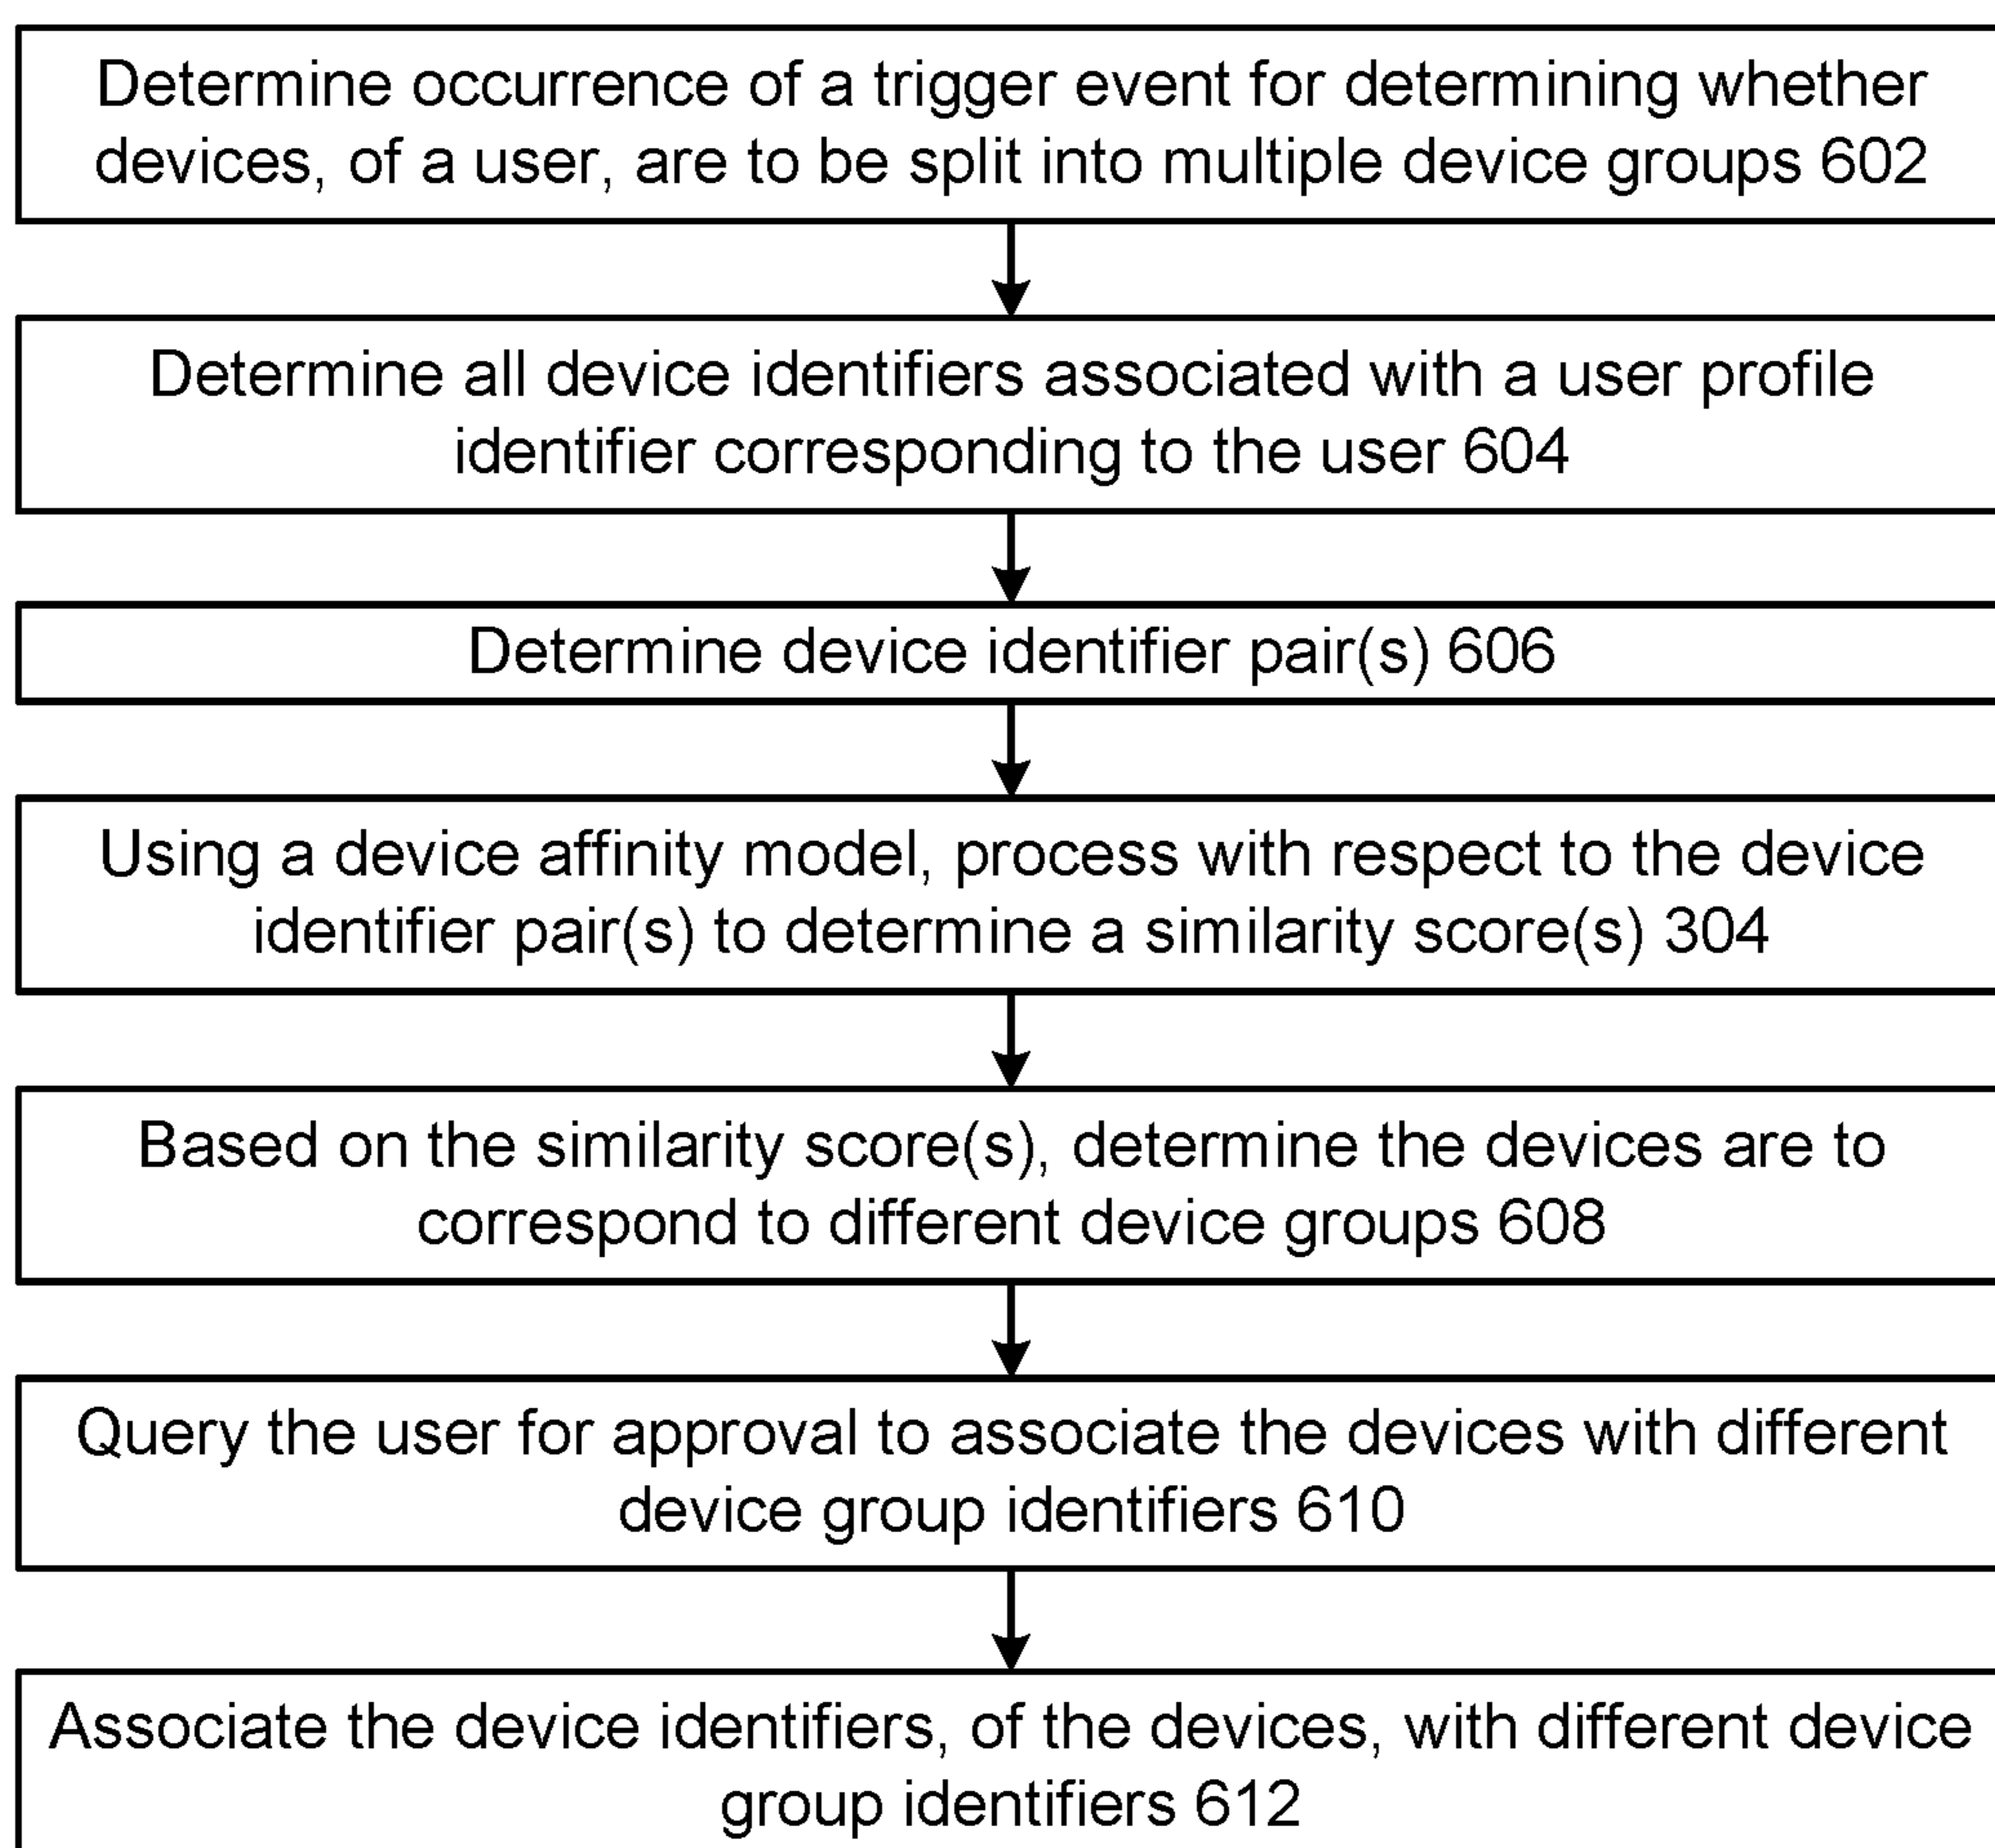 Determine occurrence of a trigger event for determining whether
devices, of a user, are to be split into multiple device groups 602
Determine all device identifiers associated with a user profile
identifier corresponding to the user 604
Determine device identifier pair(s) 606
Using a device affinity model, process with respect to the device
identifier pair(s) to determine a similarity score(s) 304
Based on the similarity score(s), determine the devices are to
correspond to different device groups 608
Query the user for approval to associate the devices with different
device group identifiers 610
Associate the device identifiers, of the devices, with different device
group identifiers 612